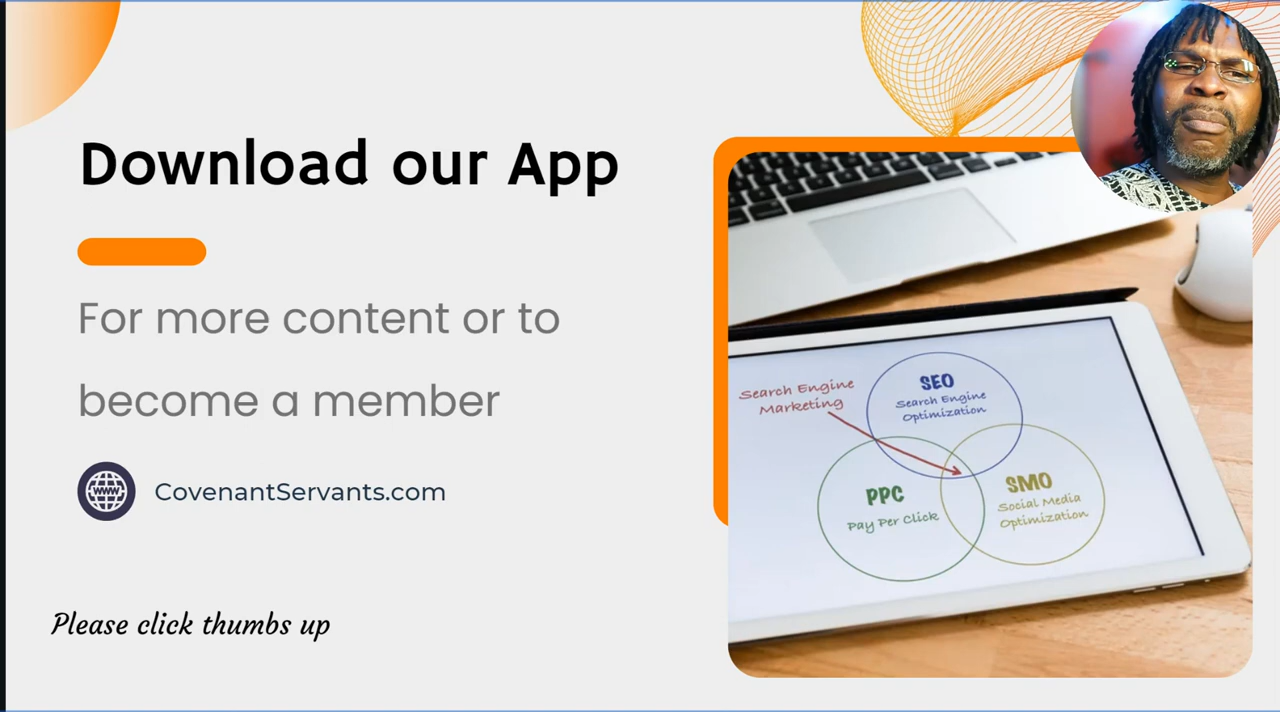 Download our App
For more content or to
become a member
www
CovenantServants.com
Please click thumbs up
Search Engine
Marketing
SEO
Search Engine
Optimization
PPC
Pay Per Click
SMO
Social Media
Optimization